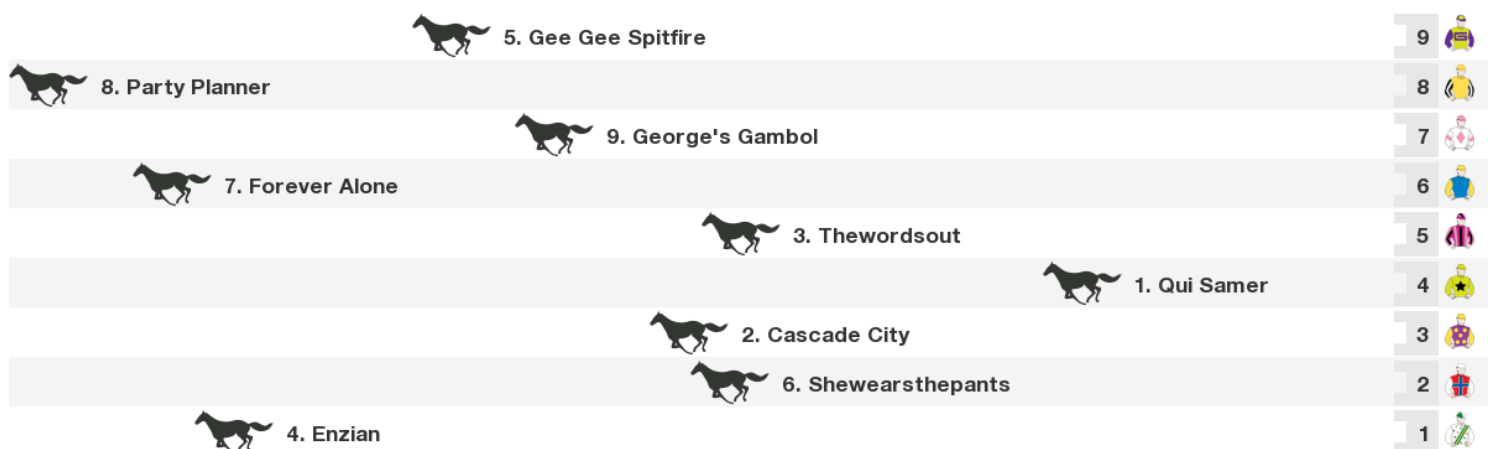 5. Gee Gee Spitfire 9
8. Party Planner 8
9. George's Gambol 7
7. Forever Alone 6
3. Thewordsout 5
1. Qui Samer 4
2. Cascade City 3
6. Shewearsthepants 2
4. Enzian 1